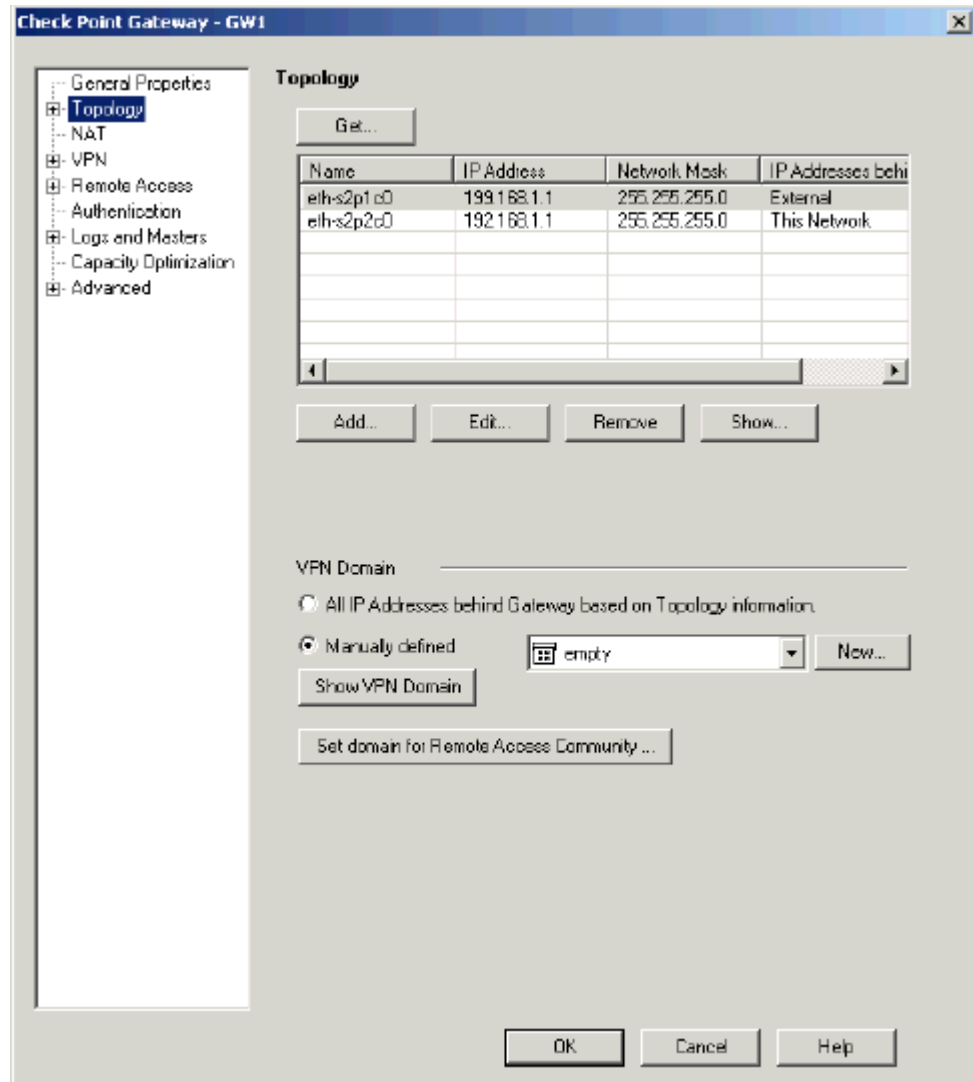 Check Point Gateway - GW1
General Properties
Topology
NAT
VPN
Remote Access
Authentication
Logs and Masters
Capacity Optimization
Advanced
Topology
Get...
Name IP Address Network Mask IP Addresses behi
eth-s2p1c0 199.168.1.1 255.255.255.0 External
eth-s2p2c0 192.168.1.1 255.255.255.0 This Network
Add... Edit... Remove Show...
VPN Domain
All IP Addresses behind Gateway based on Topology information.
Manually defined empty New...
Show VPN Domain
Set domain for Remote Access Community ...
OK Cancel Help